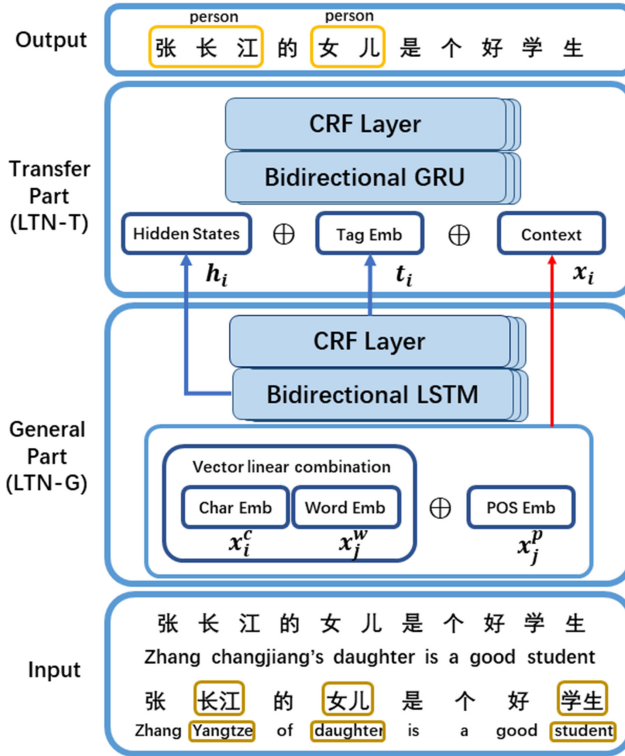 person person
Output
张 长 江 的 女 儿 是 个 好 学 生
CRF Layer
Bidirectional GRU
Transfer
Part
(LTN-T)
Hidden States ⊕ Tag Emb ⊕ Context
h_i t_i x_i
CRF Layer
Bidirectional LSTM
General
Part
(LTN-G)
Vector linear combination
Char Emb Word Emb ⊕ POS Emb
x_i^c x_j^w x_j^p
Input
张 长 江 的 女 儿 是 个 好 学 生
Zhang changjiang's daughter is a good student
张 长江 的 女儿 是 个 好 学生
Zhang Yangtze of daughter is a good student